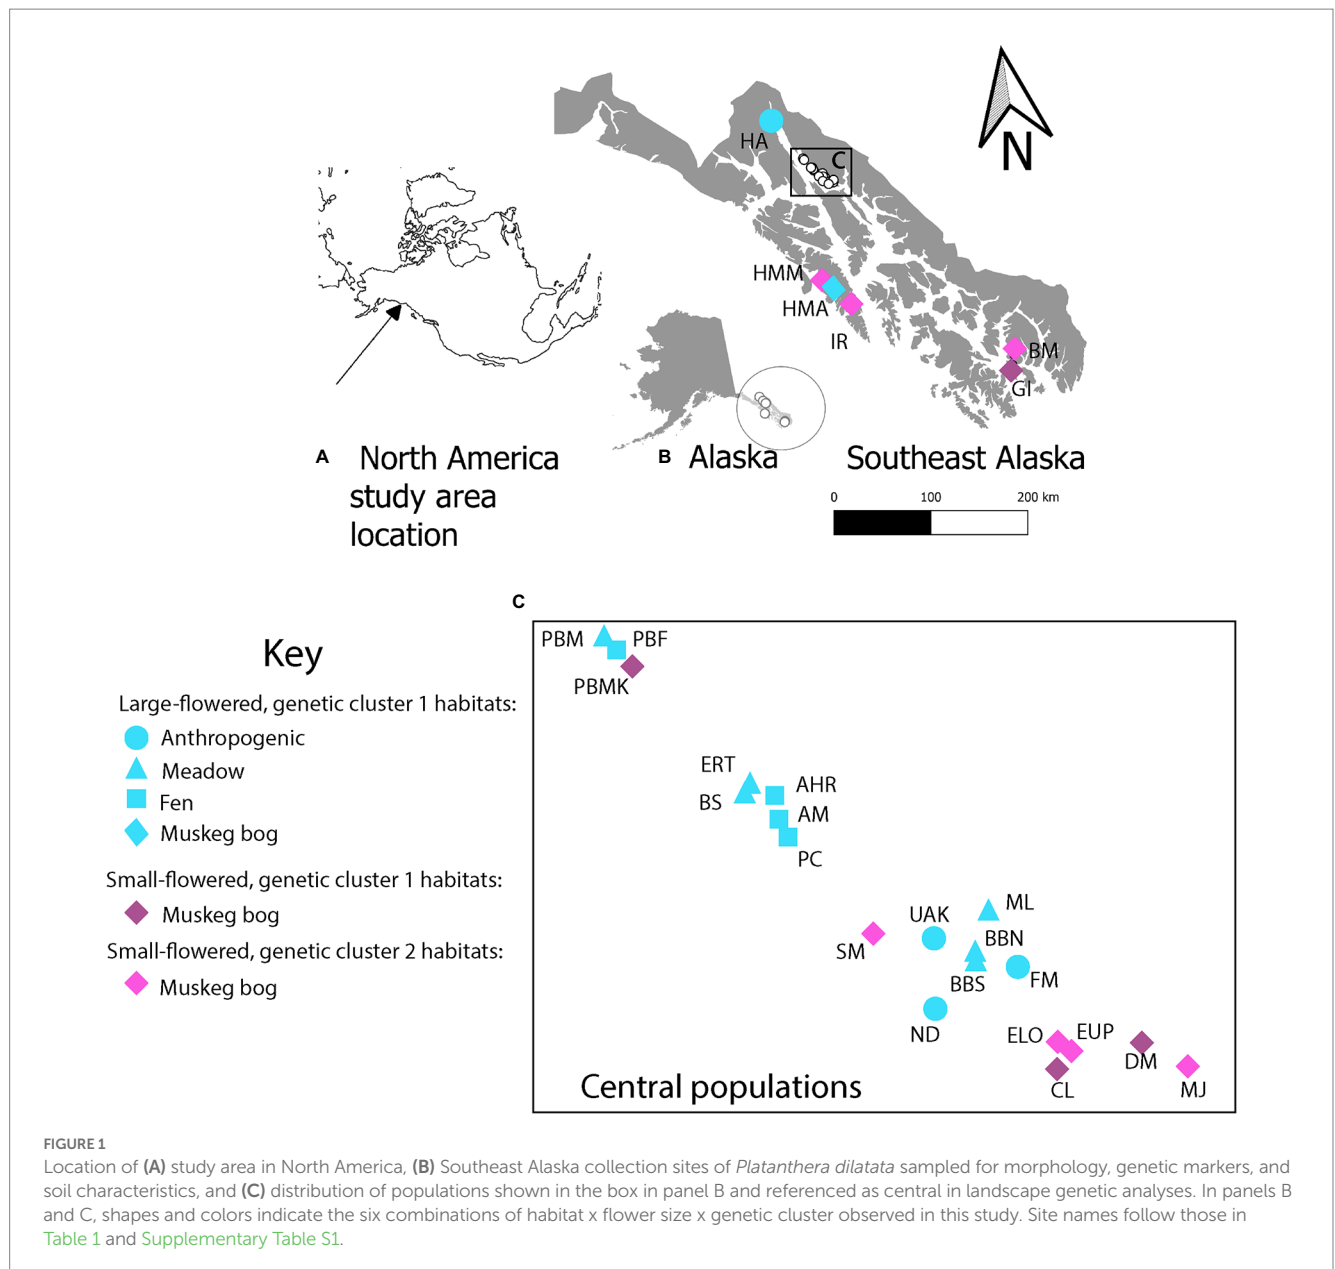 N
HA
C
HMM
HMA
IR
BM
GI
A North America
study area
location
B Alaska
Southeast Alaska
0 100 200 km
C
Key
Large-flowered, genetic cluster 1 habitats:
Anthropogenic
Meadow
Fen
Muskeg bog
Small-flowered, genetic cluster 1 habitats:
Muskeg bog
Small-flowered, genetic cluster 2 habitats:
Muskeg bog
PBM PBF
PBMK
ERT
AHR
BS
AM
PC
ML
UAK
BBN
SM
FM
BBS
ND
ELO EUP
DM
CL MJ
Central populations
FIGURE 1
Location of (A) study area in North America, (B) Southeast Alaska collection sites of Platanthera dilatata sampled for morphology, genetic markers, and
soil characteristics, and (C) distribution of populations shown in the box in panel B and referenced as central in landscape genetic analyses. In panels B
and C, shapes and colors indicate the six combinations of habitat x flower size x genetic cluster observed in this study. Site names follow those in
Table 1 and Supplementary Table S1.